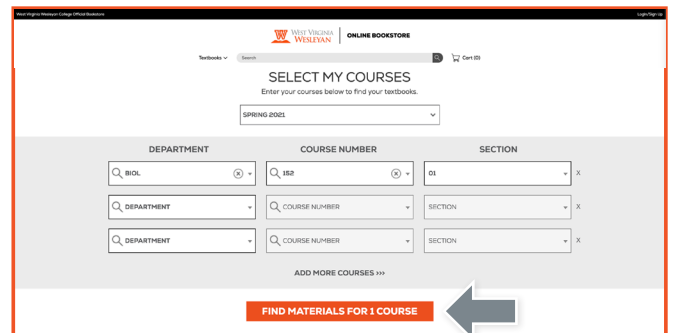 West Virginia Wesleyan College Official Bookstore Login/Sign Up
WEST VIRGINIA WESLEYAN ONLINE BOOKSTORE
Textbooks Search Cart (0)
SELECT MY COURSES
Enter your courses below to find your textbooks.
SPRING 2021
DEPARTMENT COURSE NUMBER SECTION
BIOL 152 01 X
DEPARTMENT COURSE NUMBER SECTION X
DEPARTMENT COURSE NUMBER SECTION X
ADD MORE COURSES >>>
FIND MATERIALS FOR 1 COURSE